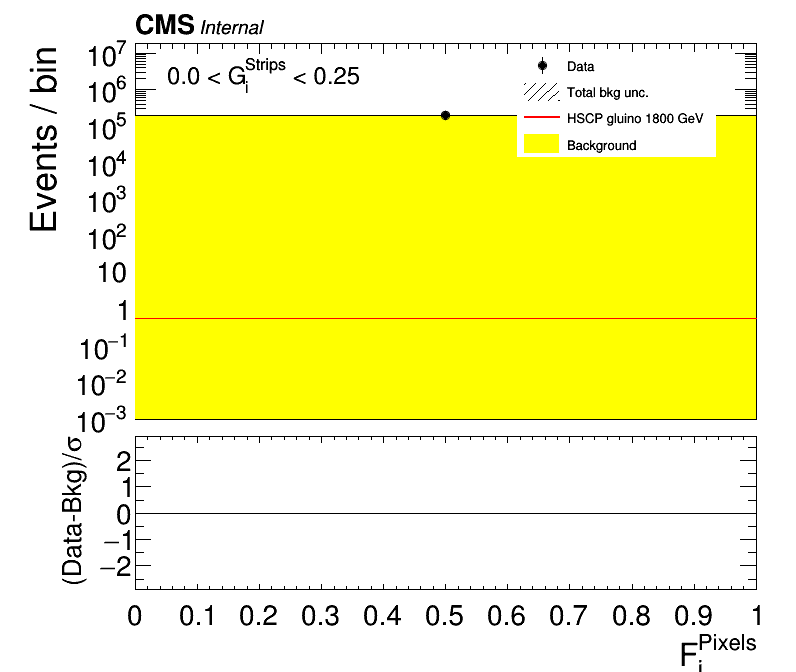 CMS Internal
Events / bin
10^7
10^6
10^5
10^4
10^3
10^2
10
1
10^−1
10^−2
10^−3
0.0 < G_i^Strips < 0.25
Data
Total bkg unc.
HSCP gluino 1800 GeV
Background
(Data-Bkg)/σ
2
1
0
−1
−2
0 0.1 0.2 0.3 0.4 0.5 0.6 0.7 0.8 0.9 1
F_i^Pixels